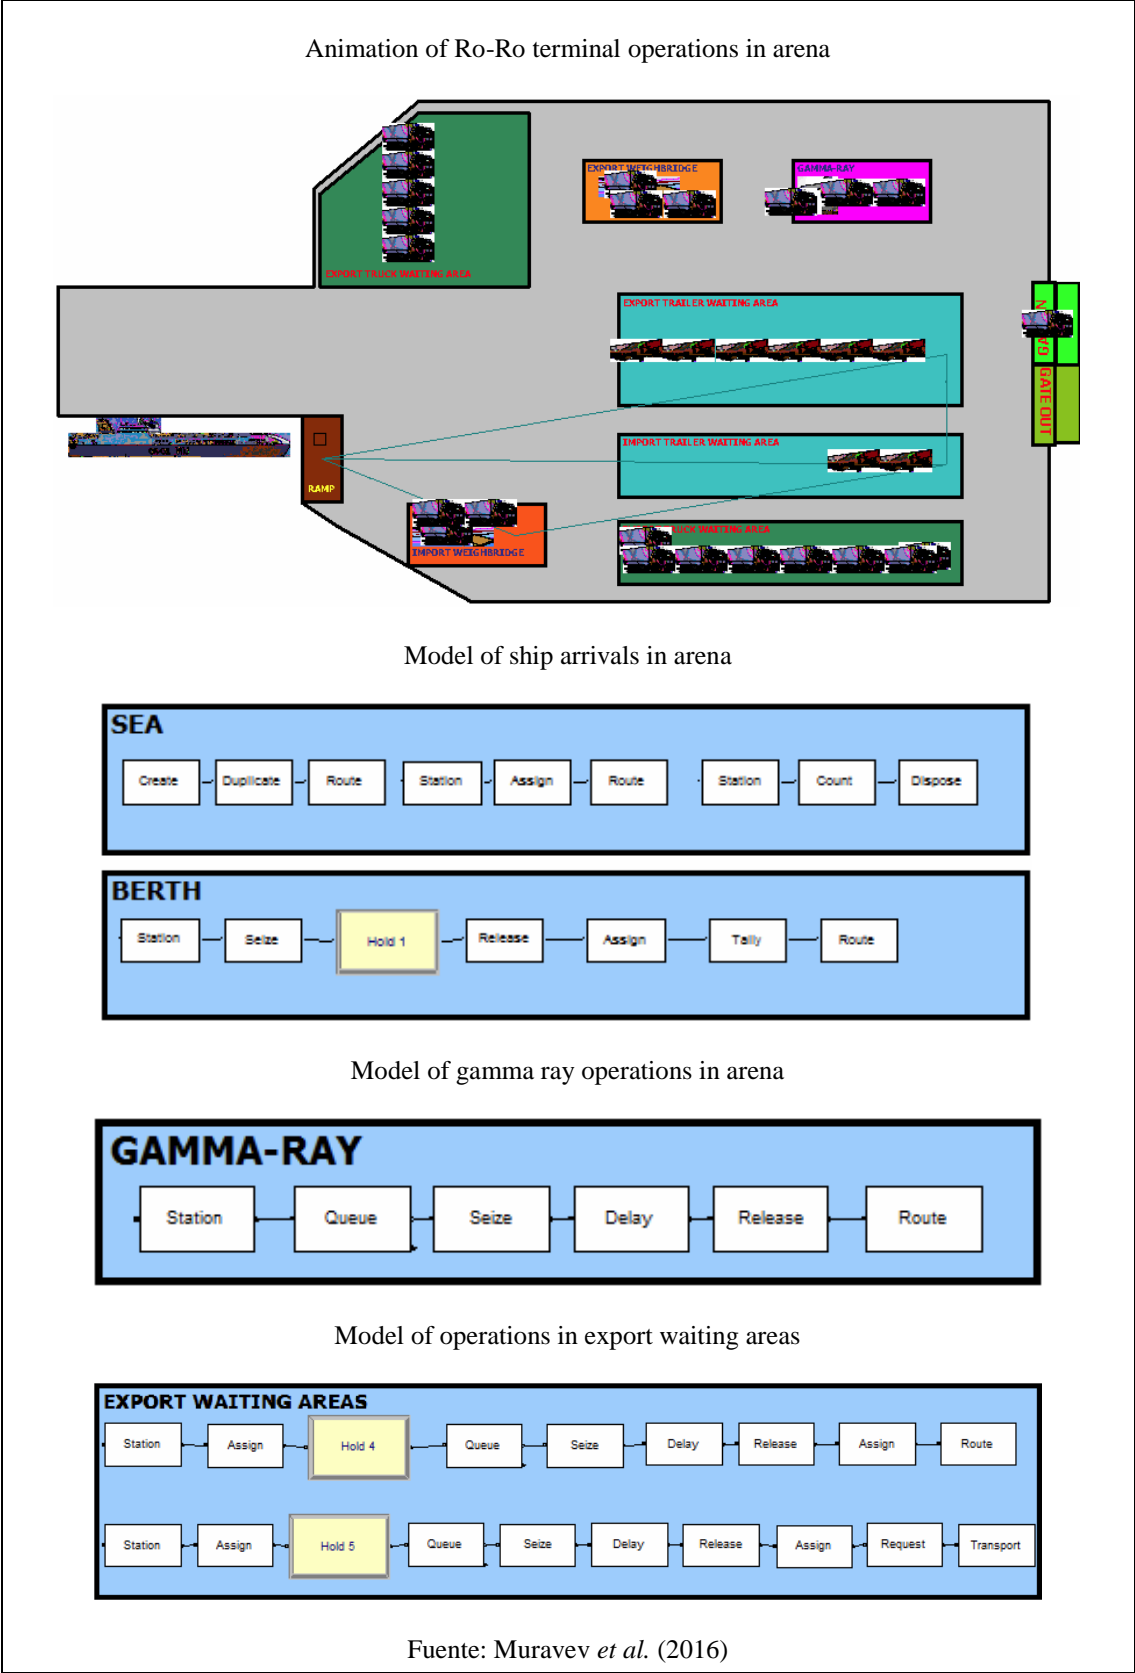 Animation of Ro-Ro terminal operations in arena
EXPORT WEIGHBRIDGE
GAMMA-RAY
EXPORT TRUCK WAITING AREA
EXPORT TRAILER WAITING AREA
GATE OUT
IMPORT TRAILER WAITING AREA
RAMP
IMPORT WEIGHBRIDGE
WAITING AREA
Model of ship arrivals in arena
SEA
Create Duplicate Route Station Assign Route Station Count Dispose
BERTH
Station Seize Hold 1 Release Assign Tally Route
Model of gamma ray operations in arena
GAMMA-RAY
Station Queue Seize Delay Release Route
Model of operations in export waiting areas
EXPORT WAITING AREAS
Station Assign Hold 4 Queue Seize Delay Release Assign Route
Station Assign Hold 5 Queue Seize Delay Release Assign Request Transport
Fuente: Muravev et al. (2016)